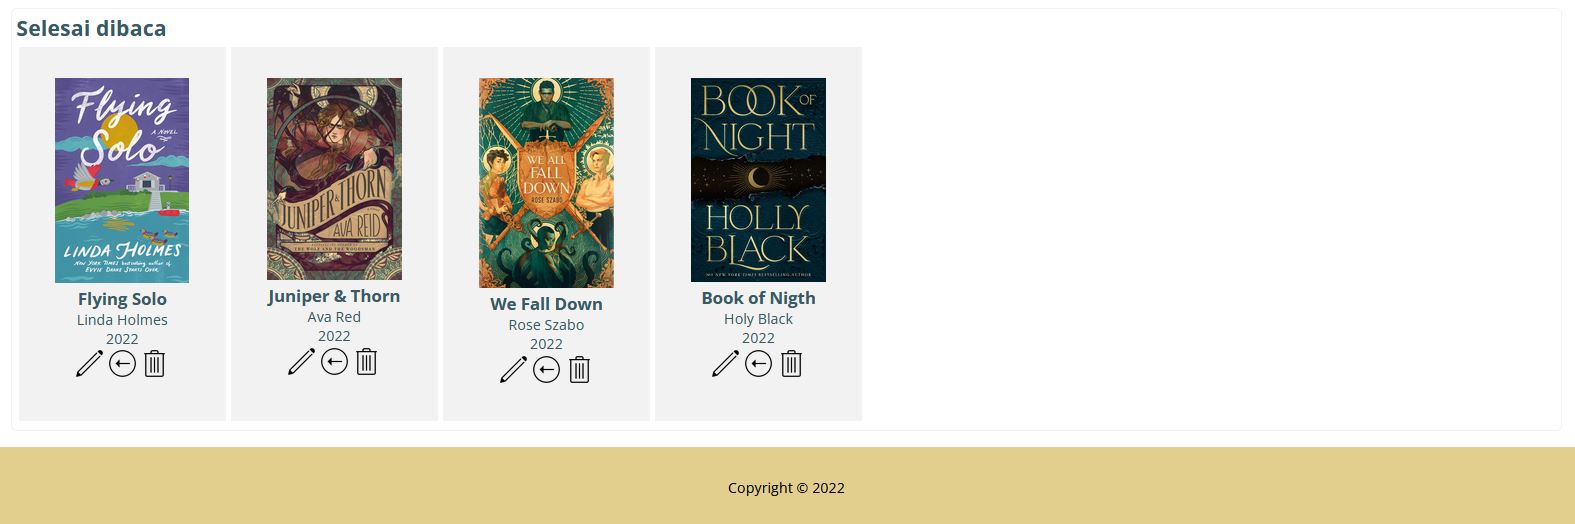 Selesai dibaca
Flying
A NOVEL
Solo
LINDA HOLMES
NEW YORK TIMES bestselling author of
EVVIE DRAKE STARTS OVER
Flying Solo
Linda Holmes
2022
JUNIPER & THORN
AVA REID
THE WOLF AND THE WOODSMAN
Juniper & Thorn
Ava Red
2022
WE ALL
FALL
DOWN
ROSE SZABO
We Fall Down
Rose Szabo
2022
BOOK OF
NIGHT
HOLLY
BLACK
#1 NEW YORK TIMES BESTSELLING AUTHOR
Book of Nigth
Holy Black
2022
Copyright © 2022